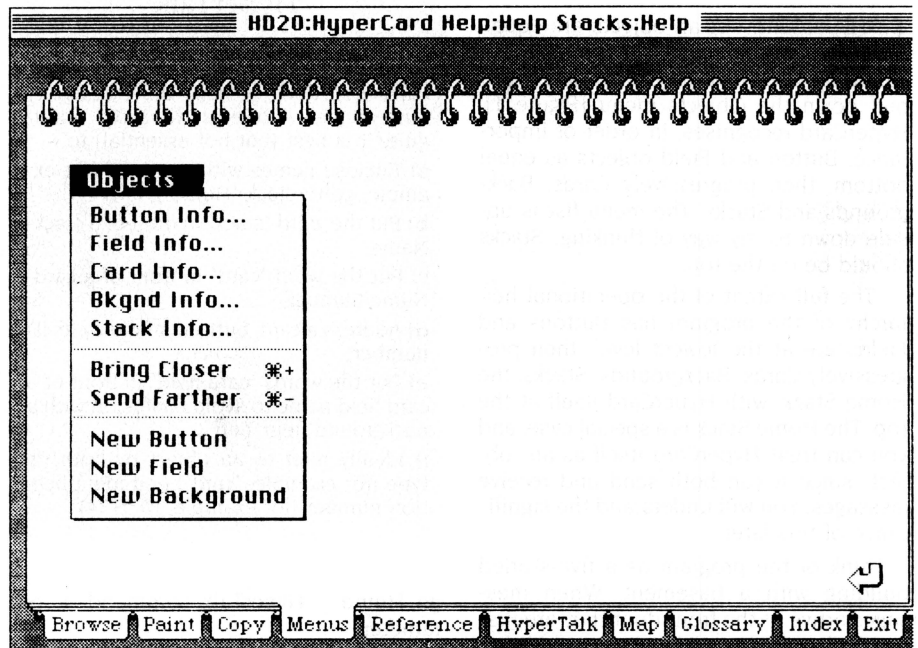 HD20:HyperCard Help:Help Stacks:Help
Objects
Button Info...
Field Info...
Card Info...
Bkgnd Info...
Stack Info...
Bring Closer ⌘+
Send Farther ⌘-
New Button
New Field
New Background
Browse Paint Copy Menus Reference HyperTalk Map Glossary Index Exit